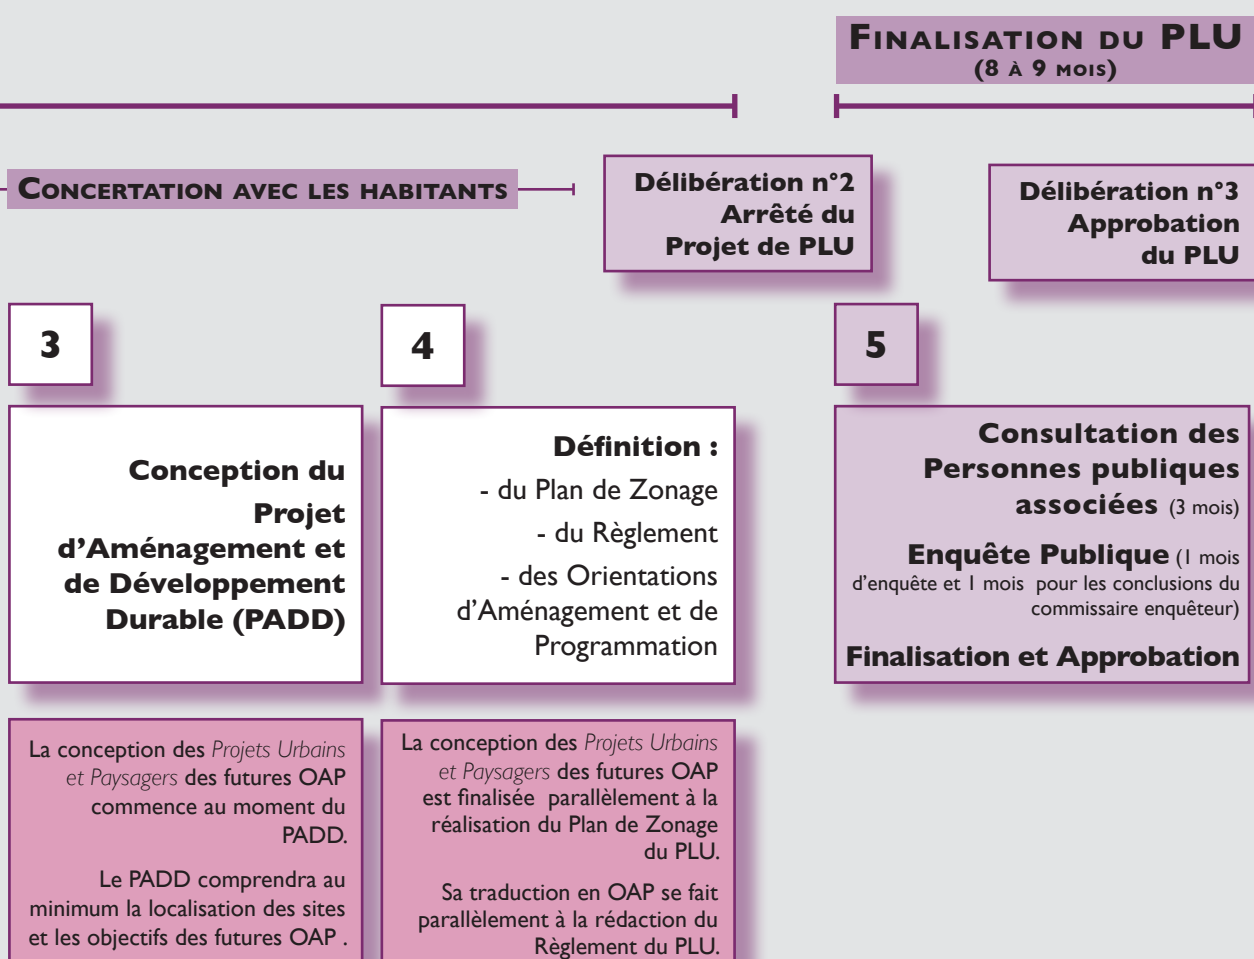 FINALISATION DU PLU
(8 À 9 MOIS)
CONCERTATION AVEC LES HABITANTS
Délibération n°2
Arrêté du
Projet de PLU
Délibération n°3
Approbation
du PLU
3
Conception du
Projet
d'Aménagement et
de Développement
Durable (PADD)
4
Définition :
- du Plan de Zonage
- du Règlement
- des Orientations
d'Aménagement et de
Programmation
5
Consultation des
Personnes publiques
associées (3 mois)
Enquête Publique (1 mois
d'enquête et 1 mois pour les conclusions du
commissaire enquêteur)
Finalisation et Approbation
La conception des Projets Urbains
et Paysagers des futures OAP
commence au moment du
PADD.
Le PADD comprendra au
minimum la localisation des sites
et les objectifs des futures OAP .
La conception des Projets Urbains
et Paysagers des futures OAP
est finalisée parallèlement à la
réalisation du Plan de Zonage
du PLU.
Sa traduction en OAP se fait
parallèlement à la rédaction du
Règlement du PLU.